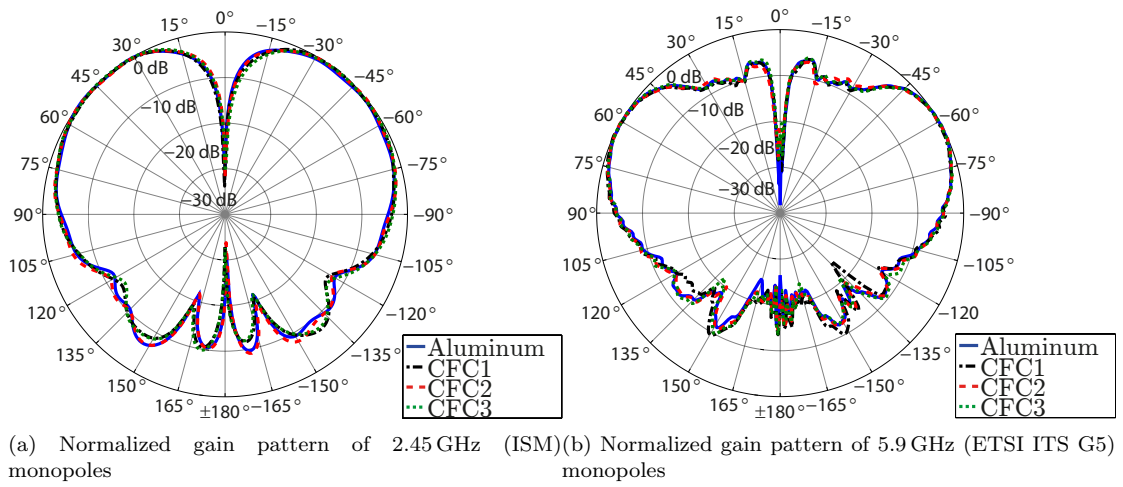 0°
15°
−15°
30°
−30°
45°
−45°
60°
−60°
75°
−75°
90°
−90°
105°
−105°
120°
−120°
135°
−135°
150°
−150°
165°
−165°
±180°
0 dB
−10 dB
−20 dB
−30 dB
Aluminum
CFC1
CFC2
CFC3
(a) Normalized gain pattern of 2.45 GHz (ISM)
monopoles
0°
15°
−15°
30°
−30°
45°
−45°
60°
−60°
75°
−75°
90°
−90°
105°
−105°
120°
−120°
135°
−135°
150°
−150°
165°
−165°
±180°
0 dB
−10 dB
−20 dB
−30 dB
Aluminum
CFC1
CFC2
CFC3
(b) Normalized gain pattern of 5.9 GHz (ETSI ITS G5)
monopoles